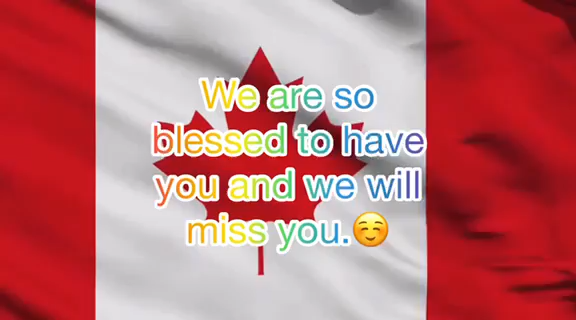 We are so
blessed to have
you and we will
miss you.☺️